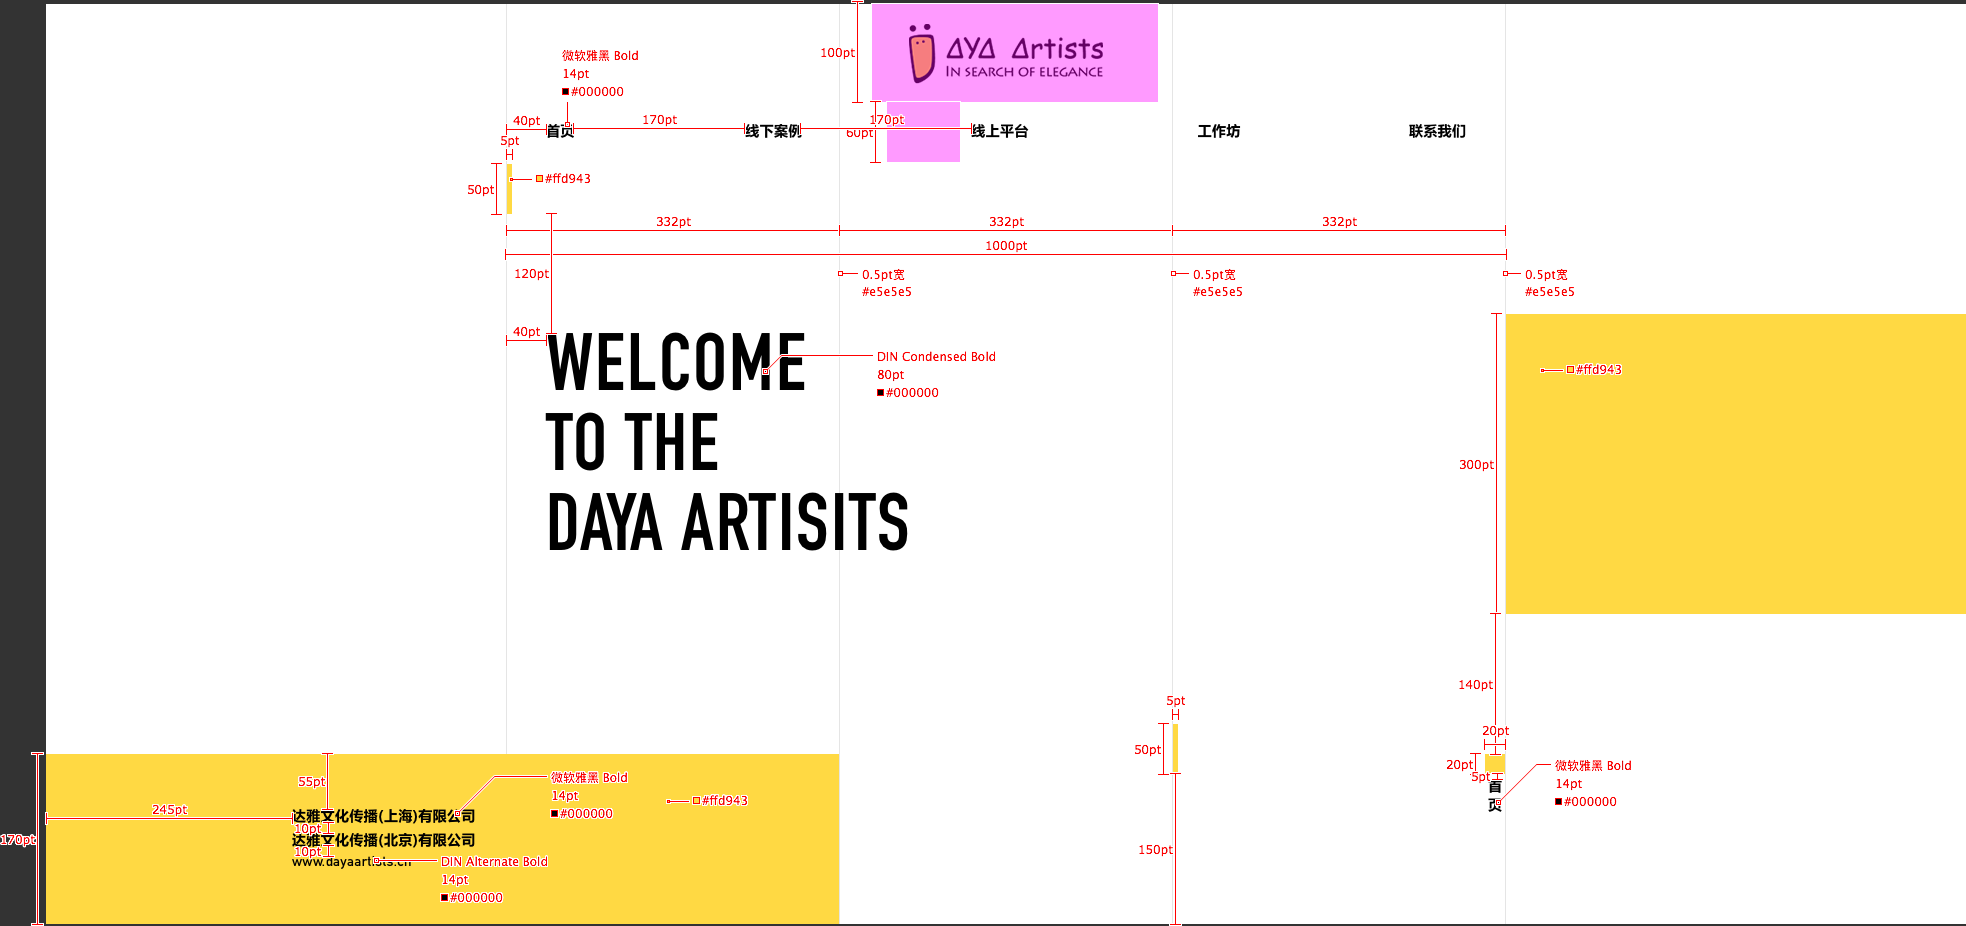 AYA Artists
IN SEARCH OF ELEGANCE
100pt
微软雅黑 Bold
14pt
#000000
40pt
170pt
170pt
60pt
首页
线下案例
线上平台
工作坊
联系我们
5pt
50pt
#ffd943
332pt
332pt
332pt
1000pt
120pt
0.5pt宽
#e5e5e5
0.5pt宽
#e5e5e5
0.5pt宽
#e5e5e5
40pt
WELCOME
TO THE
DAYA ARTISITS
DIN Condensed Bold
80pt
#000000
#ffd943
300pt
140pt
5pt
50pt
150pt
20pt
20pt
5pt
首
页
微软雅黑 Bold
14pt
#000000
55pt
245pt
170pt
达雅文化传播(上海)有限公司
10pt
达雅文化传播(北京)有限公司
10pt
www.dayaartists.cn
微软雅黑 Bold
14pt
#000000
#ffd943
DIN Alternate Bold
14pt
#000000